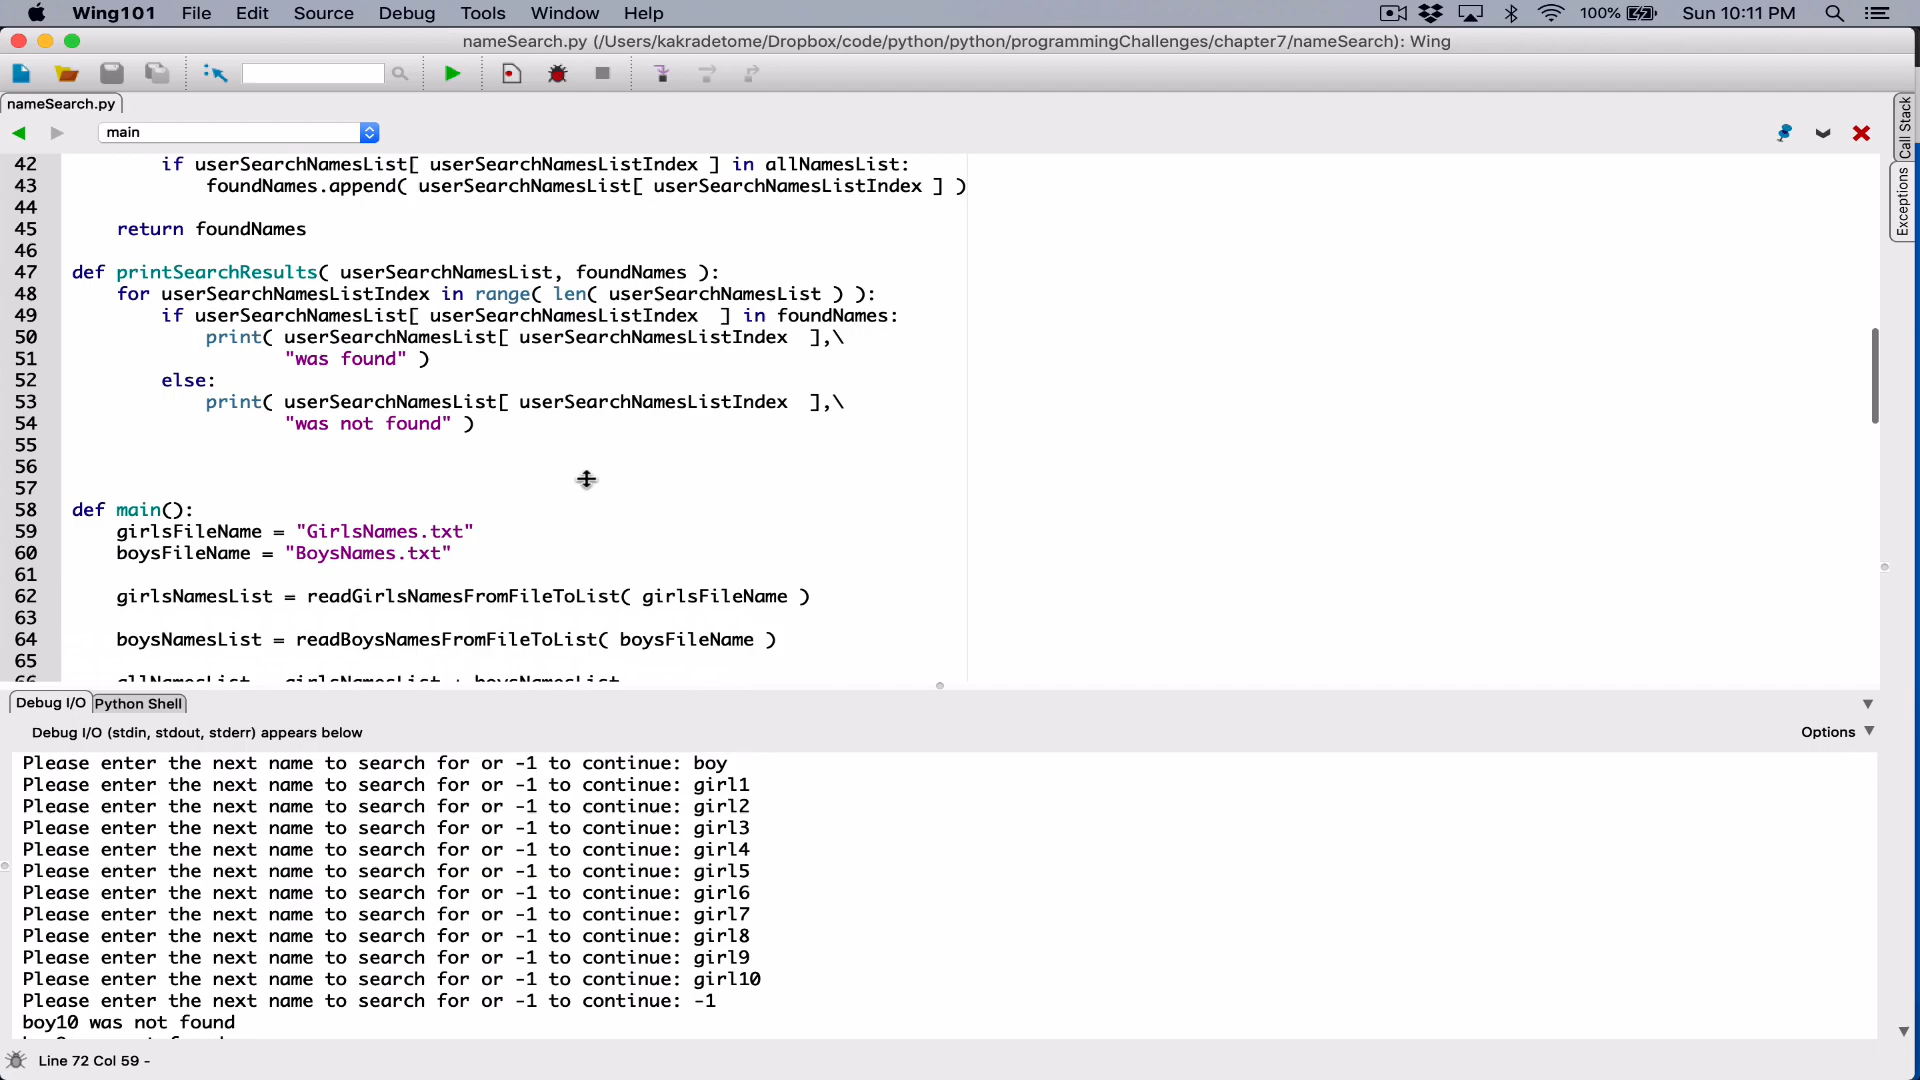 Wing101 File Edit Source Debug Tools Window Help 100% Sun 10:11 PM
nameSearch.py (/Users/kakradetome/Dropbox/code/python/python/programmingChallenges/chapter7/nameSearch): Wing
nameSearch.py
main
Call Stack
Exceptions
42 if userSearchNamesList[ userSearchNamesListIndex ] in allNamesList:
43 foundNames.append( userSearchNamesList[ userSearchNamesListIndex ] )
44
45 return foundNames
46
47 def printSearchResults( userSearchNamesList, foundNames ):
48 for userSearchNamesListIndex in range( len( userSearchNamesList ) ):
49 if userSearchNamesList[ userSearchNamesListIndex  ] in foundNames:
50 print( userSearchNamesList[ userSearchNamesListIndex  ],\
51 "was found" )
52 else:
53 print( userSearchNamesList[ userSearchNamesListIndex  ],\
54 "was not found" )
55
56
57
58 def main():
59 girlsFileName = "GirlsNames.txt"
60 boysFileName = "BoysNames.txt"
61
62 girlsNamesList = readGirlsNamesFromFileToList( girlsFileName )
63
64 boysNamesList = readBoysNamesFromFileToList( boysFileName )
65
66 allNamesList = girlsNamesList + boysNamesList
Debug I/O Python Shell
Debug I/O (stdin, stdout, stderr) appears below Options
Please enter the next name to search for or -1 to continue: boy
Please enter the next name to search for or -1 to continue: girl1
Please enter the next name to search for or -1 to continue: girl2
Please enter the next name to search for or -1 to continue: girl3
Please enter the next name to search for or -1 to continue: girl4
Please enter the next name to search for or -1 to continue: girl5
Please enter the next name to search for or -1 to continue: girl6
Please enter the next name to search for or -1 to continue: girl7
Please enter the next name to search for or -1 to continue: girl8
Please enter the next name to search for or -1 to continue: girl9
Please enter the next name to search for or -1 to continue: girl10
Please enter the next name to search for or -1 to continue: -1
boy10 was not found
Line 72 Col 59 -